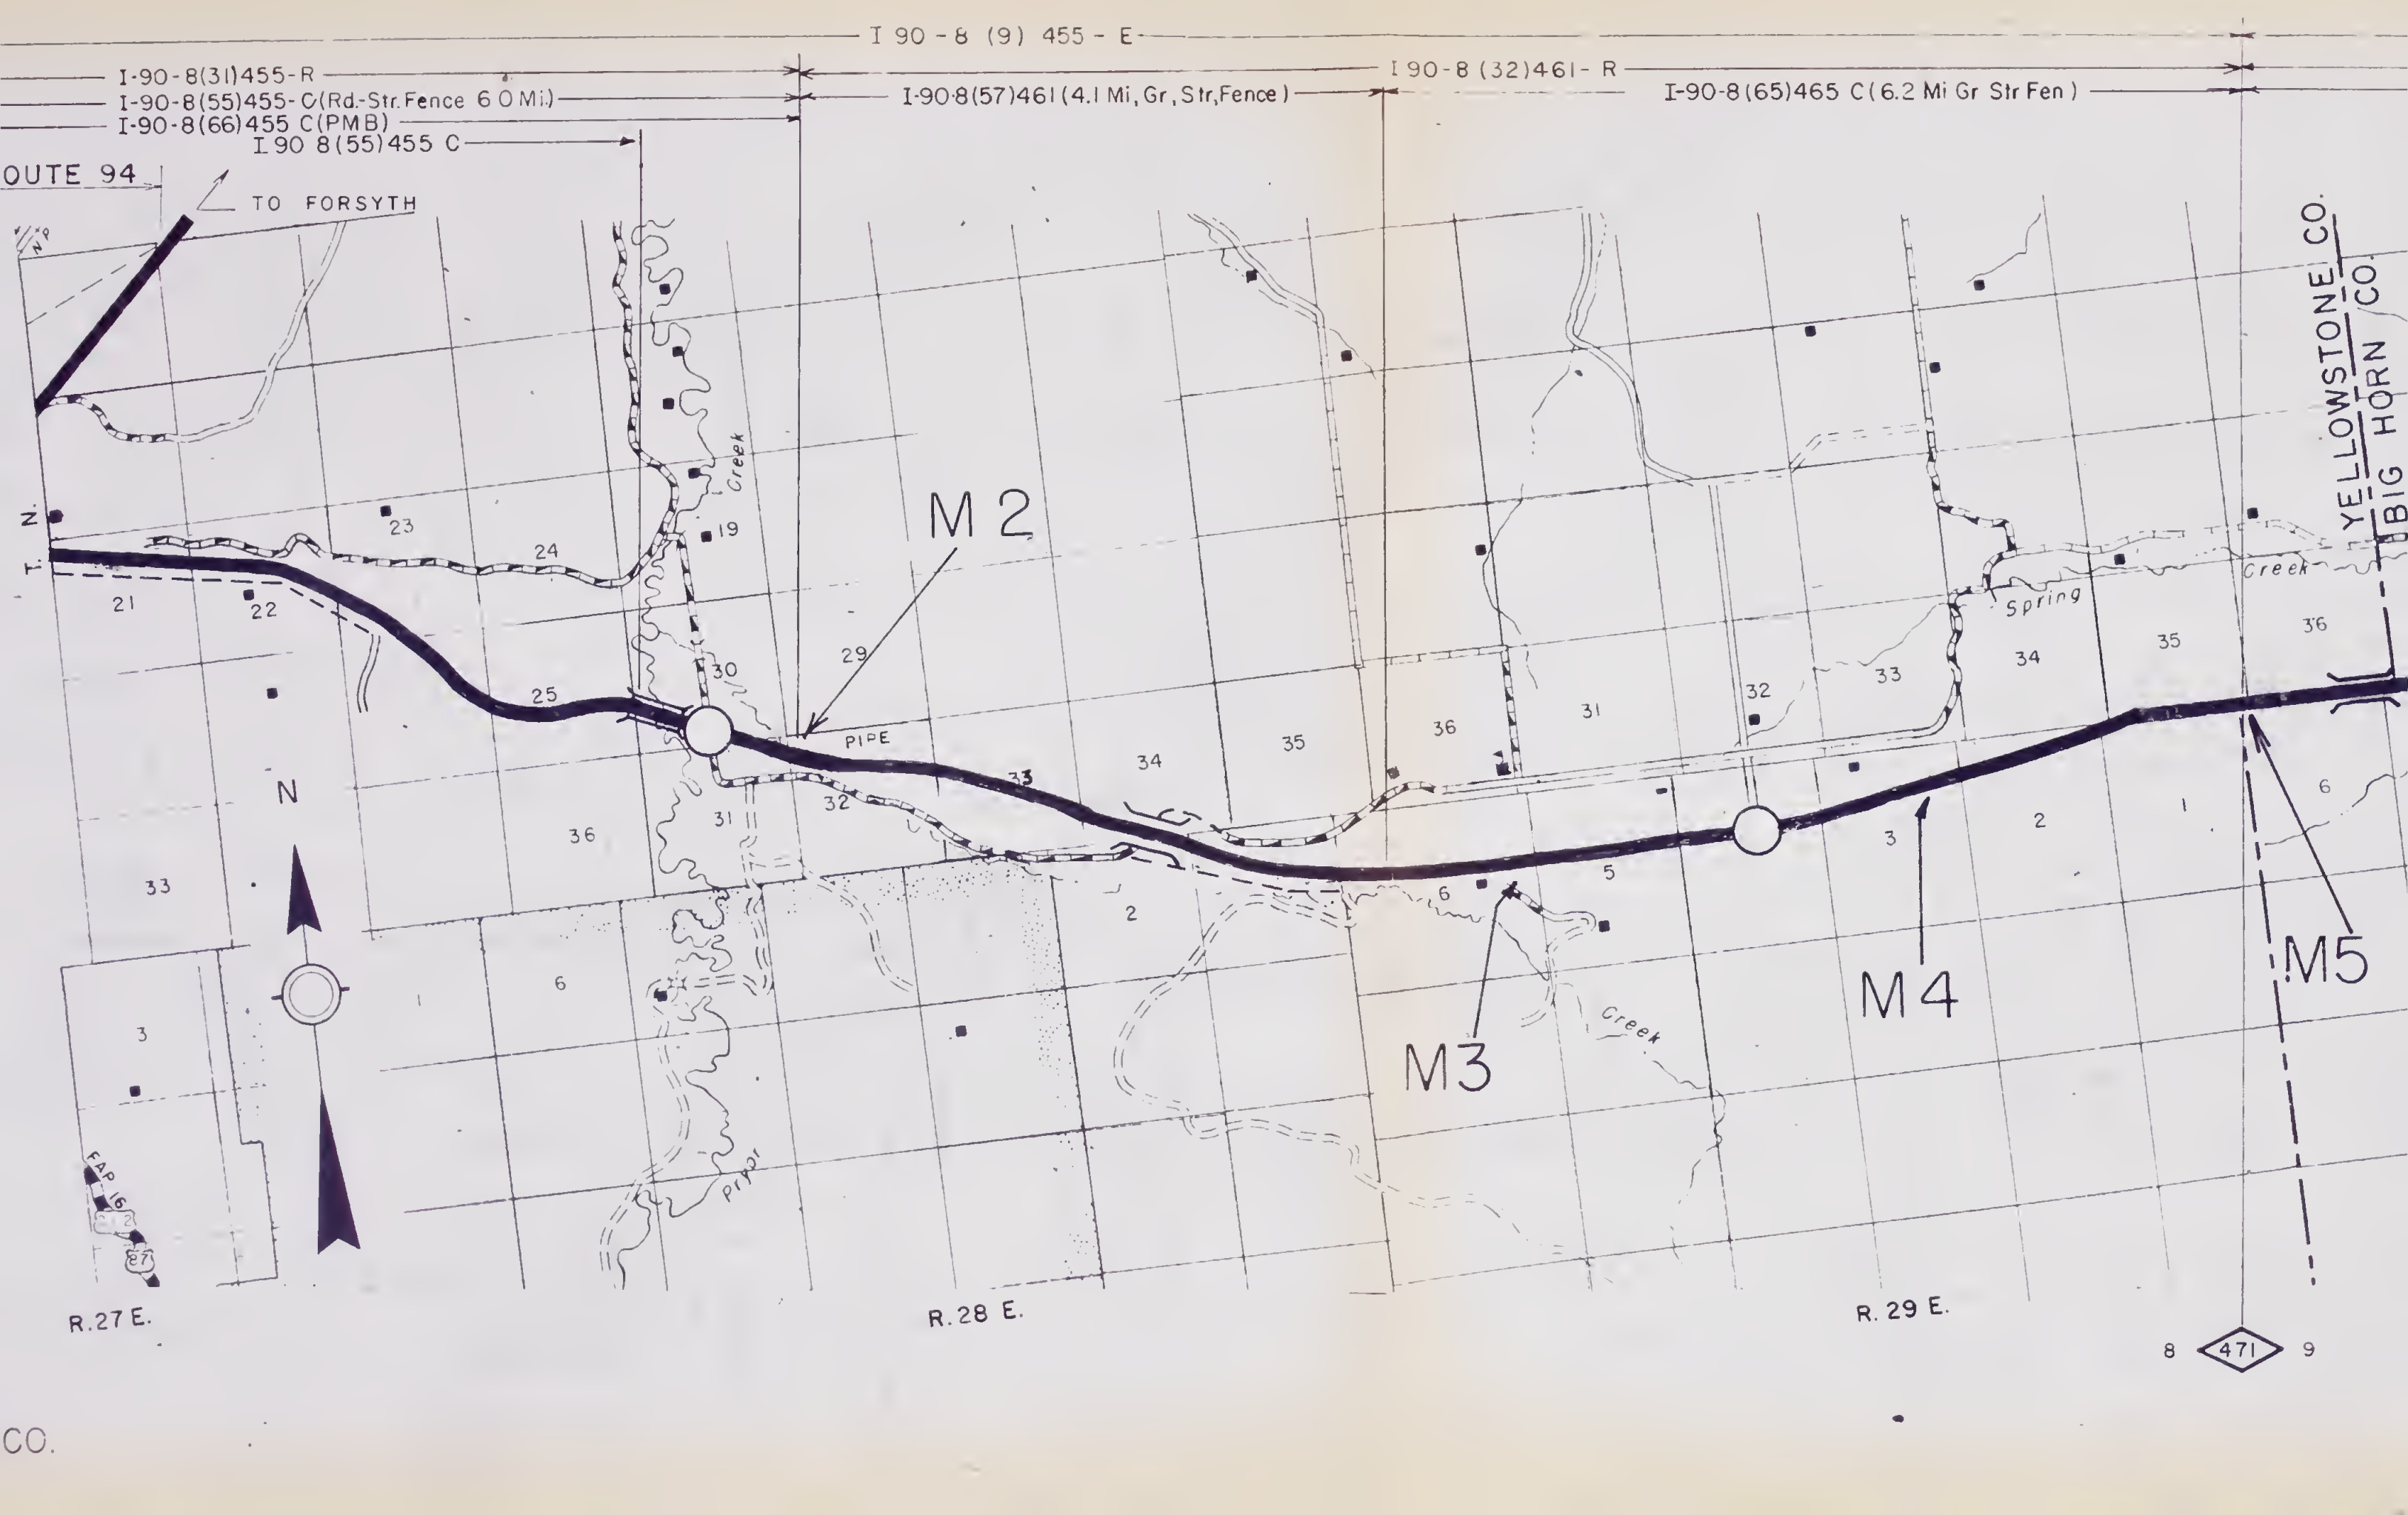 I 90 - 8 (9) 455 - E
I-90-8(31)455-R
I 90-8 (32)461- R
I-90-8(55)455-C(Rd.-Str.Fence 6 0 Mi.)
I-90-8(57)461(4.1 Mi, Gr, Str, Fence)
I-90-8(65)465 C(6.2 Mi Gr Str Fen)
I-90-8(66)455 C(PMB)
I 90 8(55)455 C
OUTE 94
TO FORSYTH
YELLOWSTONE CO.
BIG HORN CO.
N P
Creek
M 2
T. N.
23
24
19
21
22
Creek
Spring
36
35
34
33
32
31
36
35
34
33
29
30
25
PIPE
N
32
31
36
33
6
1
2
3
5
6
2
6
1
3
M5
M4
M3
Creek
Pryor
FAP 16
212
87
R.27 E.
R.28 E.
R. 29 E.
8 471 9
CO.